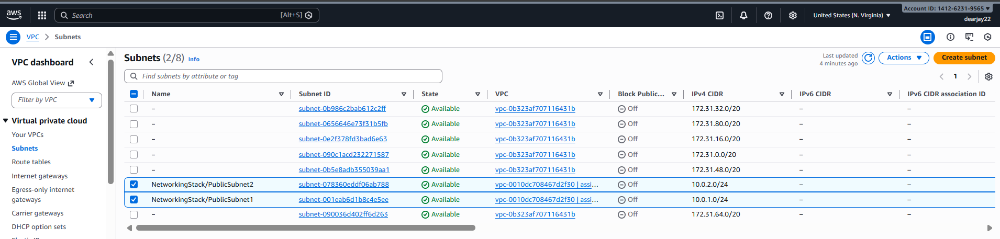 aws
Search
[Alt+S]
United States (N. Virginia)
Account ID: 1412-6231-9565
dearjay22
VPC
Subnets
VPC dashboard
AWS Global View
Filter by VPC
Virtual private cloud
Your VPCs
Subnets
Route tables
Internet gateways
Egress-only internet
gateways
Carrier gateways
DHCP option sets
Subnets (2/8) Info
Last updated
4 minutes ago
Actions
Create subnet
Find subnets by attribute or tag
1
Name Subnet ID State VPC Block Public... IPv4 CIDR IPv6 CIDR IPv6 CIDR association ID
– subnet-0b986c2bab612c2ff Available vpc-0b323af707116431b Off 172.31.32.0/20 – –
– subnet-0656646e73f31b5fb Available vpc-0b323af707116431b Off 172.31.80.0/20 – –
– subnet-0e2f378fd3bad6e63 Available vpc-0b323af707116431b Off 172.31.16.0/20 – –
– subnet-090c1acd232271587 Available vpc-0b323af707116431b Off 172.31.0.0/20 – –
– subnet-0b5e8adb355039aa1 Available vpc-0b323af707116431b Off 172.31.48.0/20 – –
NetworkingStack/PublicSubnet2 subnet-078360eddf06ab788 Available vpc-0010dc708467d2f30 | assi... Off 10.0.2.0/24 – –
NetworkingStack/PublicSubnet1 subnet-001eab6d1b8c4e5ee Available vpc-0010dc708467d2f30 | assi... Off 10.0.1.0/24 – –
– subnet-090036d402ff6d263 Available vpc-0b323af707116431b Off 172.31.64.0/20 – –